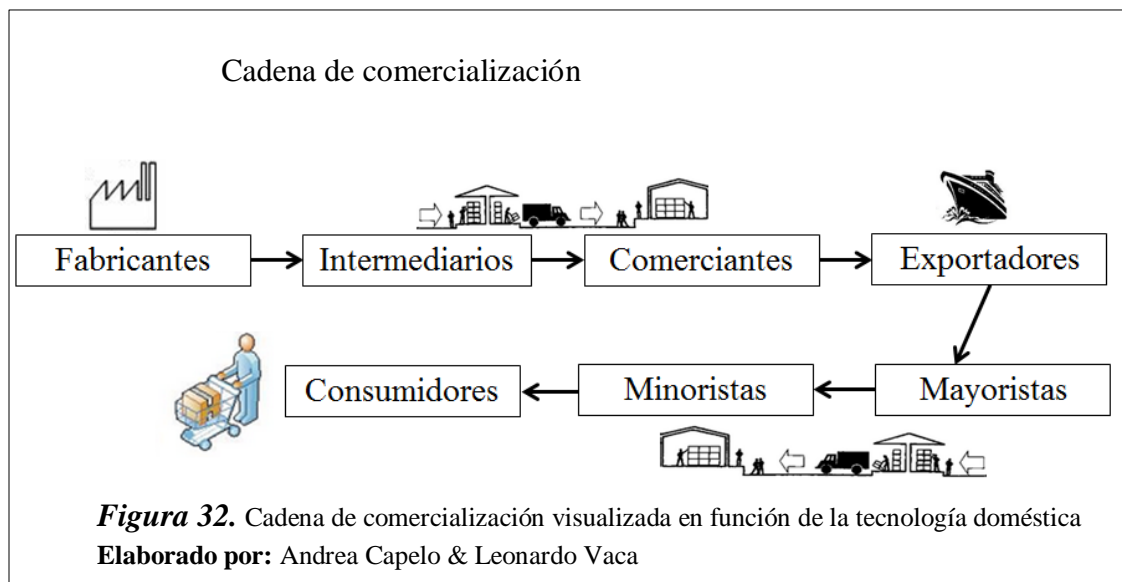 Cadena de comercialización
Fabricantes
Intermediarios
Comerciantes
Exportadores
Mayoristas
Minoristas
Consumidores
Figura 32. Cadena de comercialización visualizada en función de la tecnología doméstica
Elaborado por: Andrea Capelo & Leonardo Vaca